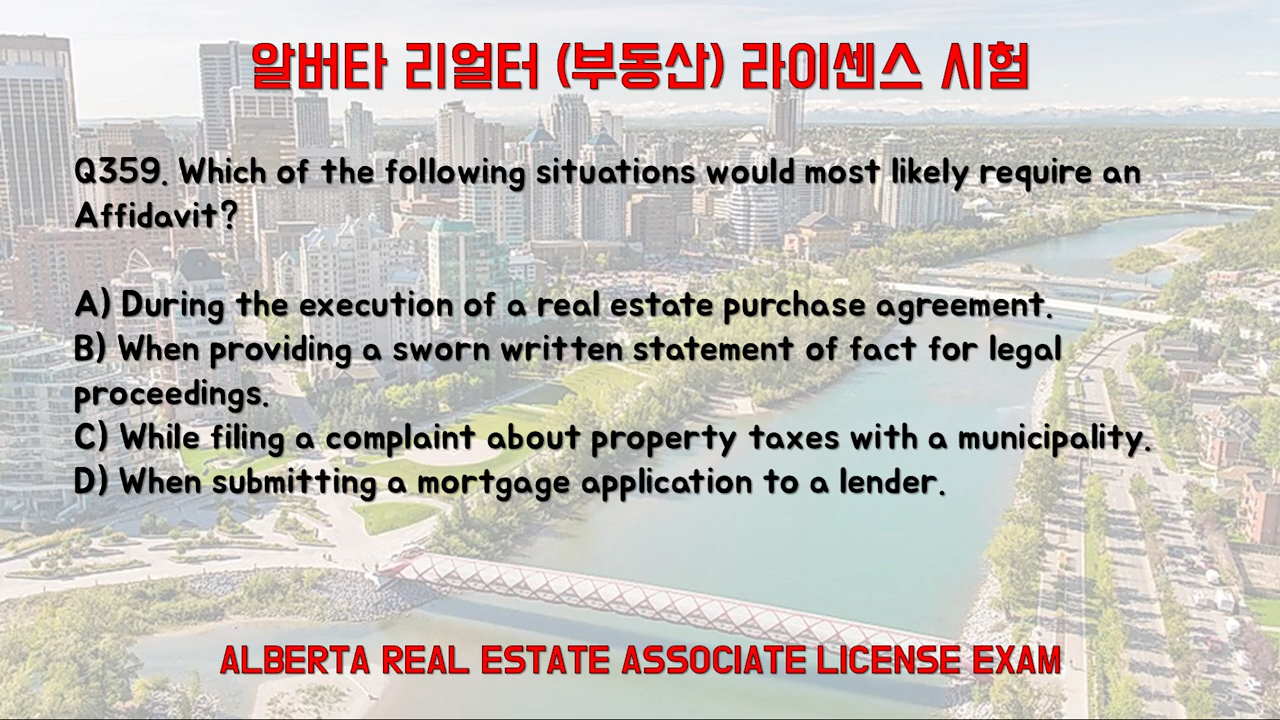 알버타 리얼터 (부동산) 라이센스 시험
Q359. Which of the following situations would most likely require an
Affidavit?
A) During the execution of a real estate purchase agreement.
B) When providing a sworn written statement of fact for legal
proceedings.
C) While filing a complaint about property taxes with a municipality.
D) When submitting a mortgage application to a lender.
ALBERTA REAL ESTATE ASSOCIATE LICENSE EXAM